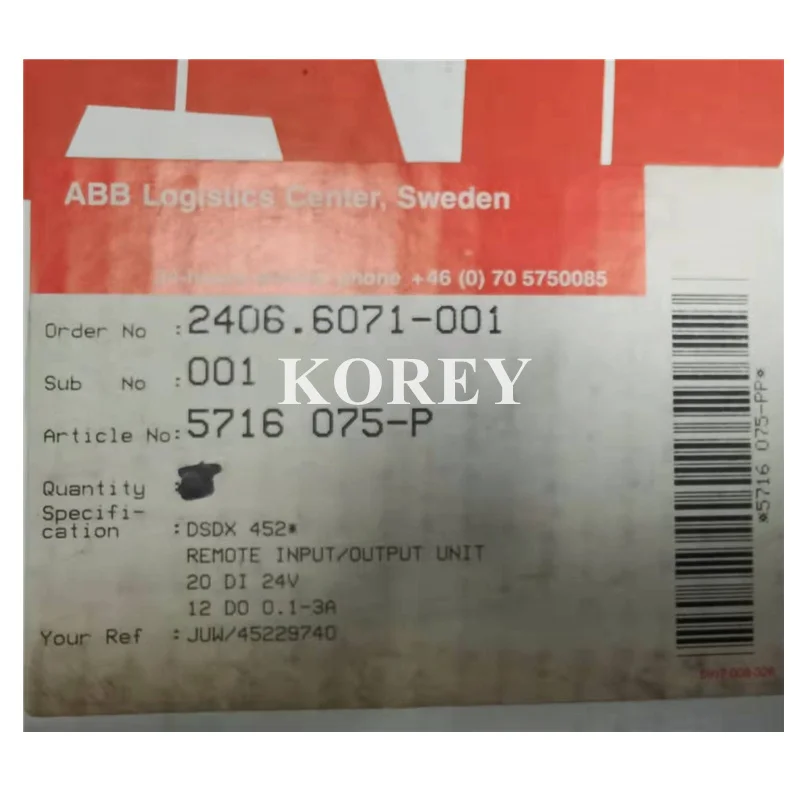 ABB Logistics Center, Sweden
phone +46 (0) 70 5750085
Order No :2406.6071-001
Sub No :001
KOREY
Article No:5716 075-P
Quantity
Specifi-
cation :DSDX 452*
REMOTE INPUT/OUTPUT UNIT
20 DI 24V
12 DO 0.1-3A
Your Ref :JUW/45229740
*5716 075-PP*